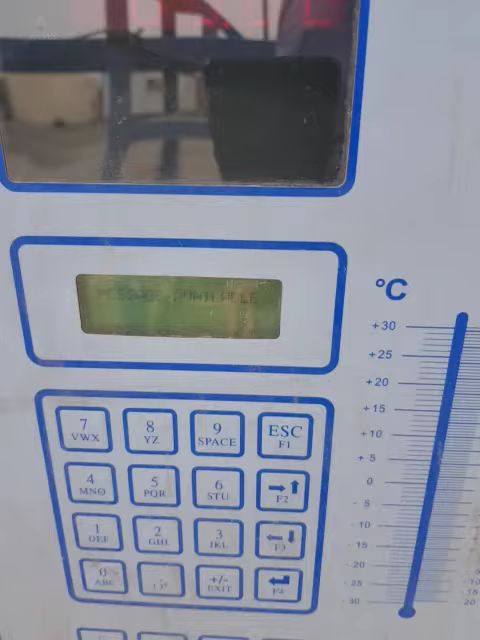 MESSAGE AVAILABLE
°C
+30
+25
+20
+15
+10
+5
0
-5
-10
-15
-20
-25
-30
7 8 9 ESC
VWX YZ SPACE F1
4 5 6
MNO PQR STU F2
1 2 3
DEF GHI JKL F3
0 +/-
ABC EXIT F4